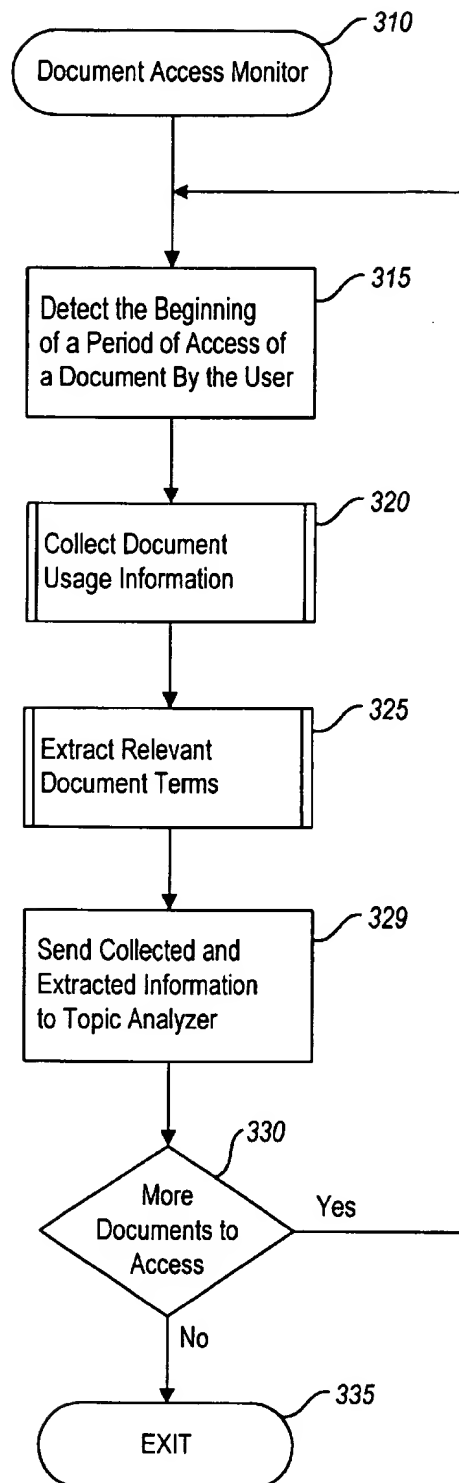 310
Document Access Monitor
315
Detect the Beginning
of a Period of Access of
a Document By the User
320
Collect Document
Usage Information
325
Extract Relevant
Document Terms
329
Send Collected and
Extracted Information
to Topic Analyzer
330
More
Documents to
Access
Yes
No
335
EXIT